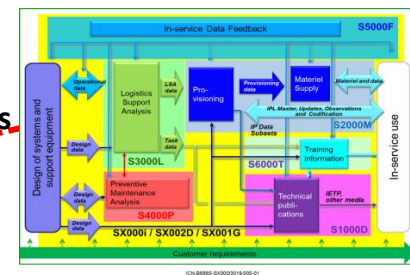 In-service Data Feedback
S5000F
Operational
data
Logistics
Support
Analysis
LSA
data
Pro-
visioning
Provisioning
data
Materiel
Supply
Materiel and data
IPL Master, Updates, Observations
and Codification
S2000M
IP Data
Subsets
Design of systems and
support equipment
s
Design
data
S3000L
Task
data
S6000T
Training
information
In-service use
Design
data
Preventive
Maintenance
Analysis
S4000P
Technical
publi-
cations
IETP,
other media
S1000D
Design
data
SX000i / SX002D / SX001G
Customer requirements
ICN-B6865-SX000I3019-000-01